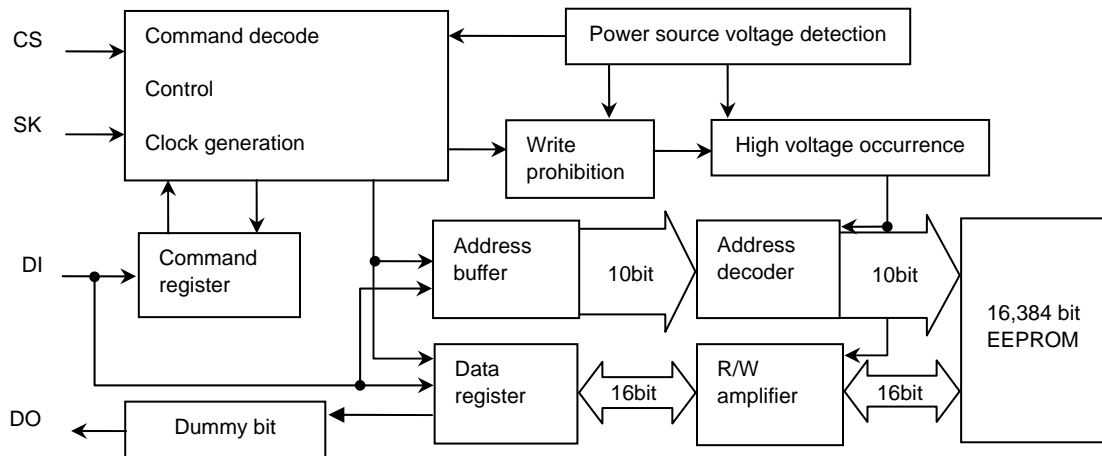 CS
Command decode
Control
Clock generation
SK
Power source voltage detection
Write
prohibition
High voltage occurrence
DI
Command
register
Address
buffer
10bit
Address
decoder
10bit
16,384 bit
EEPROM
Data
register
16bit
R/W
amplifier
16bit
DO
Dummy bit